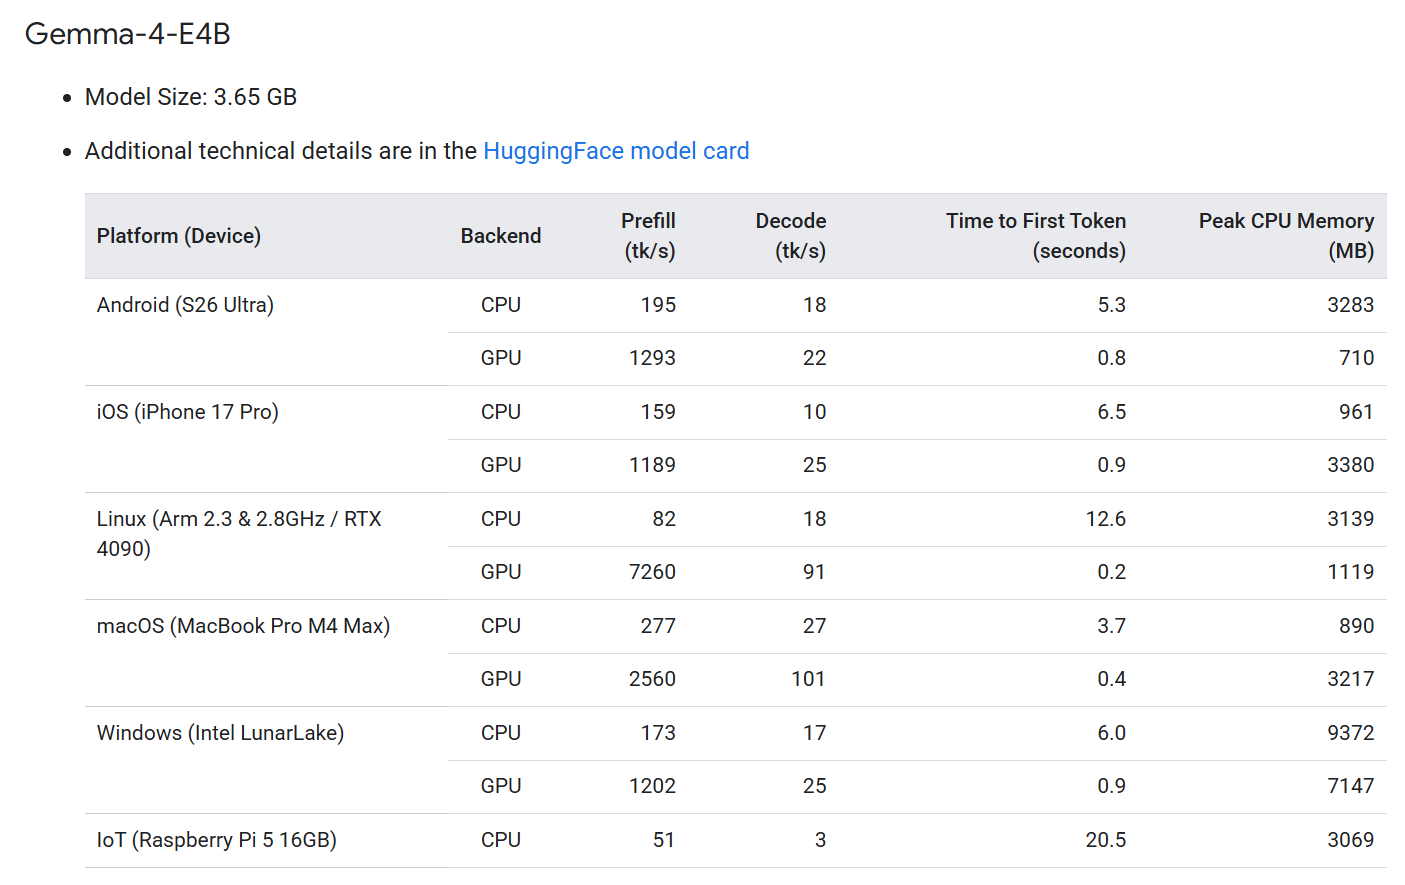 Gemma-4-E4B
Model Size: 3.65 GB
Additional technical details are in the HuggingFace model card
Platform (Device) Backend Prefill (tk/s) Decode (tk/s) Time to First Token (seconds) Peak CPU Memory (MB)
Android (S26 Ultra) CPU 195 18 5.3 3283
GPU 1293 22 0.8 710
iOS (iPhone 17 Pro) CPU 159 10 6.5 961
GPU 1189 25 0.9 3380
Linux (Arm 2.3 & 2.8GHz / RTX 4090) CPU 82 18 12.6 3139
GPU 7260 91 0.2 1119
macOS (MacBook Pro M4 Max) CPU 277 27 3.7 890
GPU 2560 101 0.4 3217
Windows (Intel LunarLake) CPU 173 17 6.0 9372
GPU 1202 25 0.9 7147
IoT (Raspberry Pi 5 16GB) CPU 51 3 20.5 3069